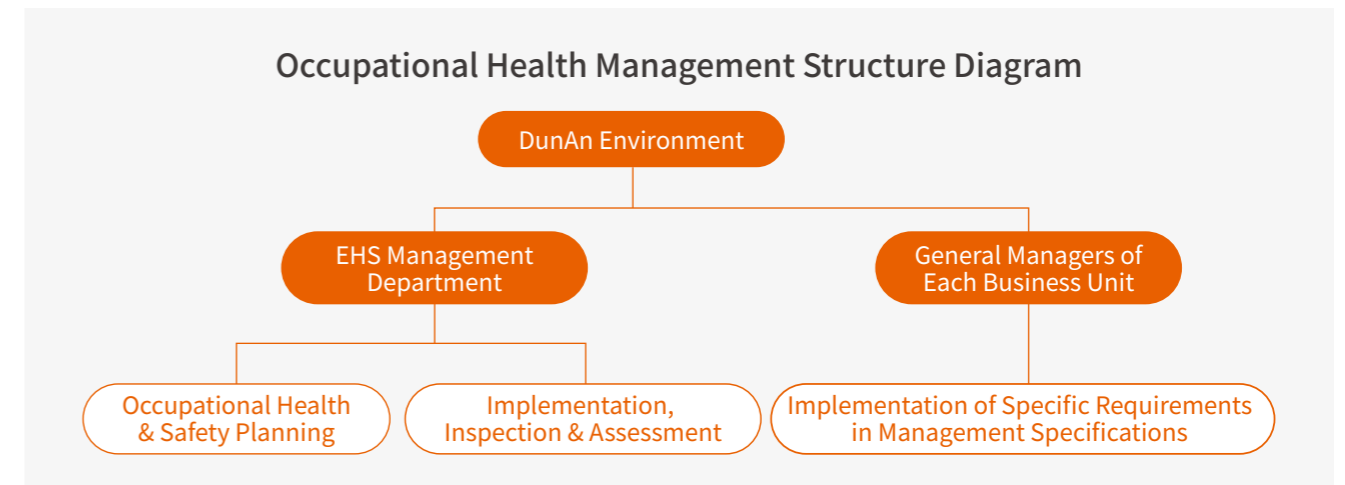 Occupational Health Management Structure Diagram
DunAn Environment
EHS Management
Department
General Managers of
Each Business Unit
Occupational Health
& Safety Planning
Implementation,
Inspection & Assessment
Implementation of Specific Requirements
in Management Specifications